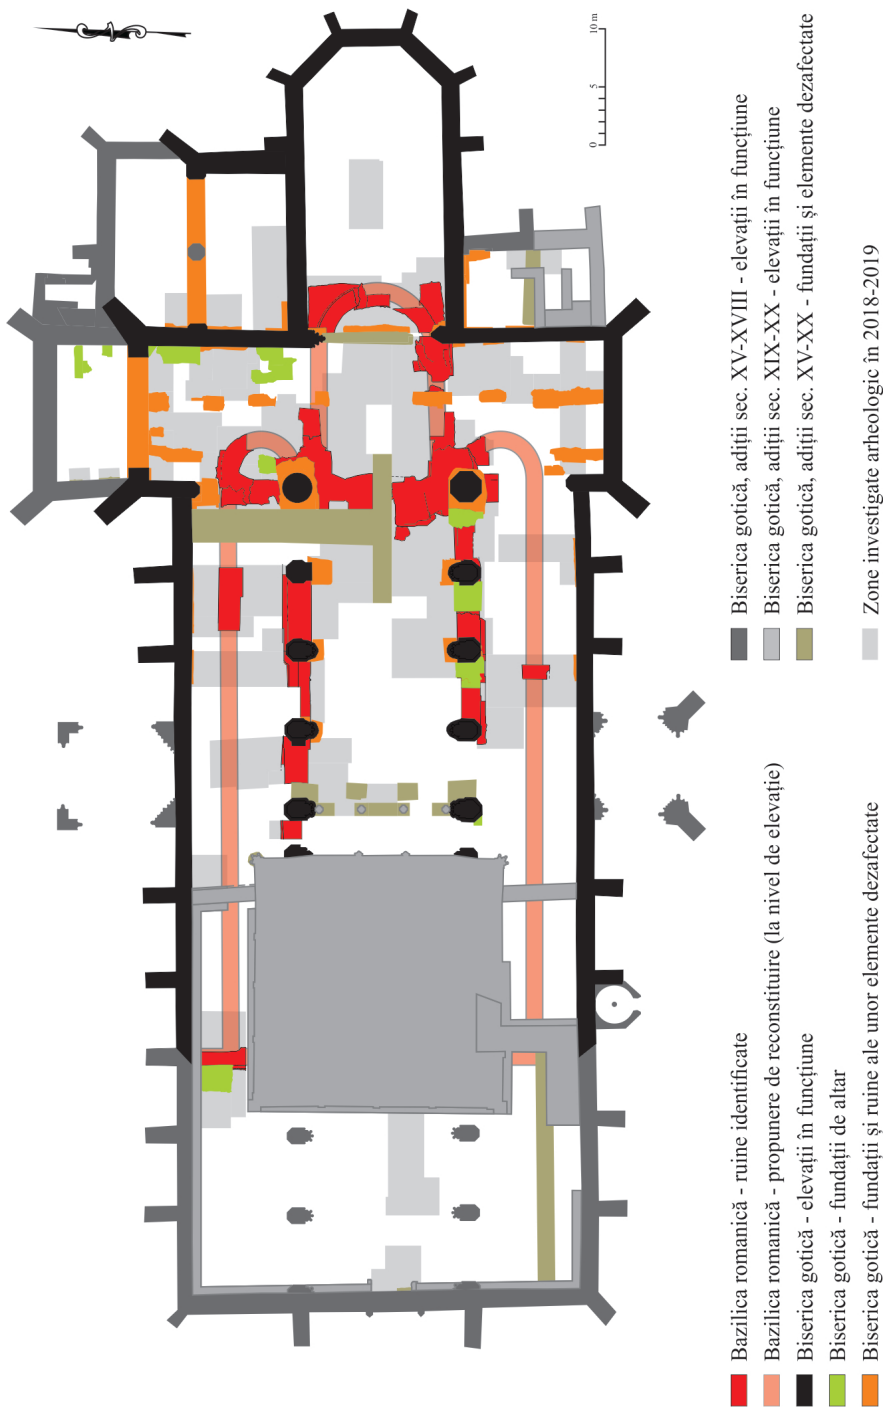 0 5 10 m
Bazilica romanică - ruine identificate
Bazilica romanică - propunere de reconstituire (la nivel de elevație)
Biserica gotică - elevații în funcțiune
Biserica gotică - fundații de altar
Biserica gotică - fundații și ruine ale unor elemente dezafectate
Biserica gotică, adiții sec. XV-XVIII - elevații în funcțiune
Biserica gotică, adiții sec. XIX-XX - elevații în funcțiune
Biserica gotică, adiții sec. XV-XX - fundații și elemente dezafectate
Zone investigate arheologic în 2018-2019